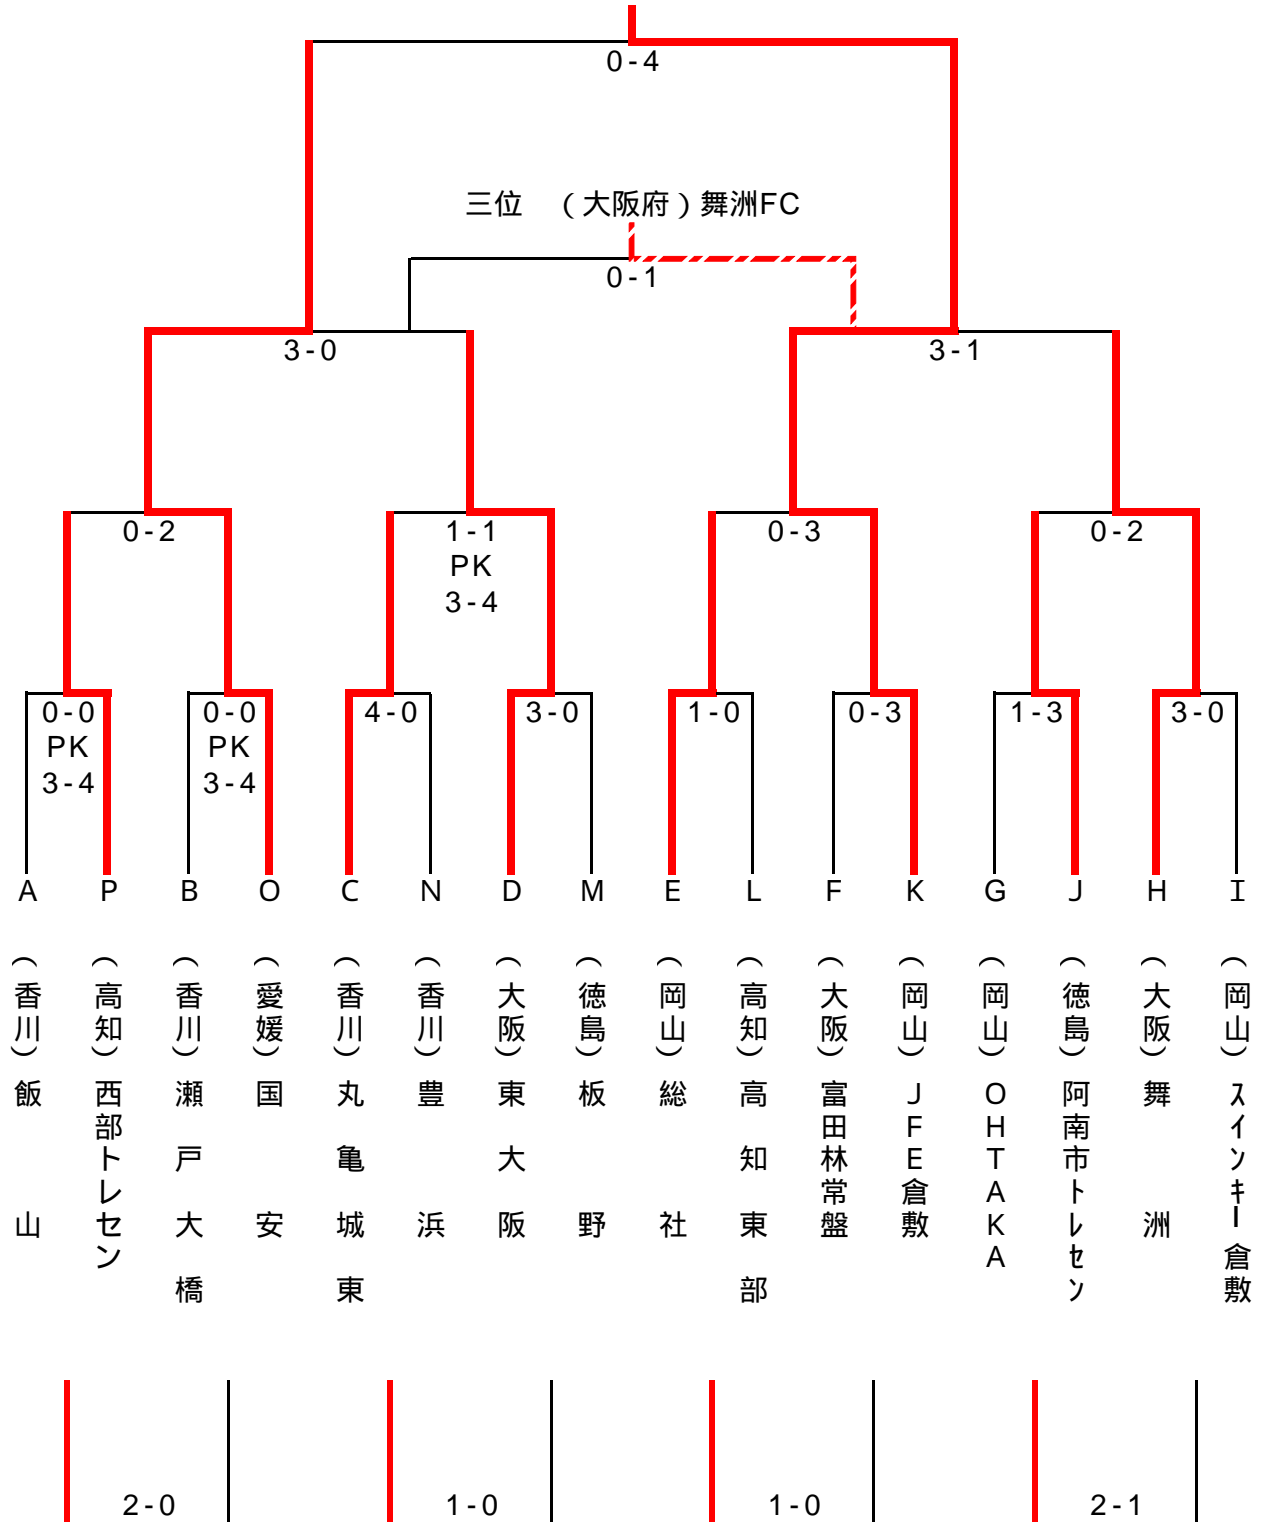 0-4
三位　（大阪府）舞洲FC
0-1
3-0
3-1
0-2
1-1
PK
3-4
0-3
0-2
0-0
PK
3-4
0-0
PK
3-4
4-0
3-0
1-0
0-3
1-3
3-0
A
P
B
O
C
N
D
M
E
L
F
K
G
J
H
I
（香川）飯山
（高知）西部トレセン
（香川）瀬戸大橋
（愛媛）国安
（香川）丸亀城東
（香川）豊浜
（大阪）東大阪
（徳島）板野
（岡山）総社
（高知）高知東部
（大阪）富田林常盤
（岡山）JFE倉敷
（岡山）OHTAKA
（徳島）阿南市ﾄﾚｾﾝ
（大阪）舞洲
（岡山）ｽｲﾝｷｰ倉敷
2-0
1-0
1-0
2-1